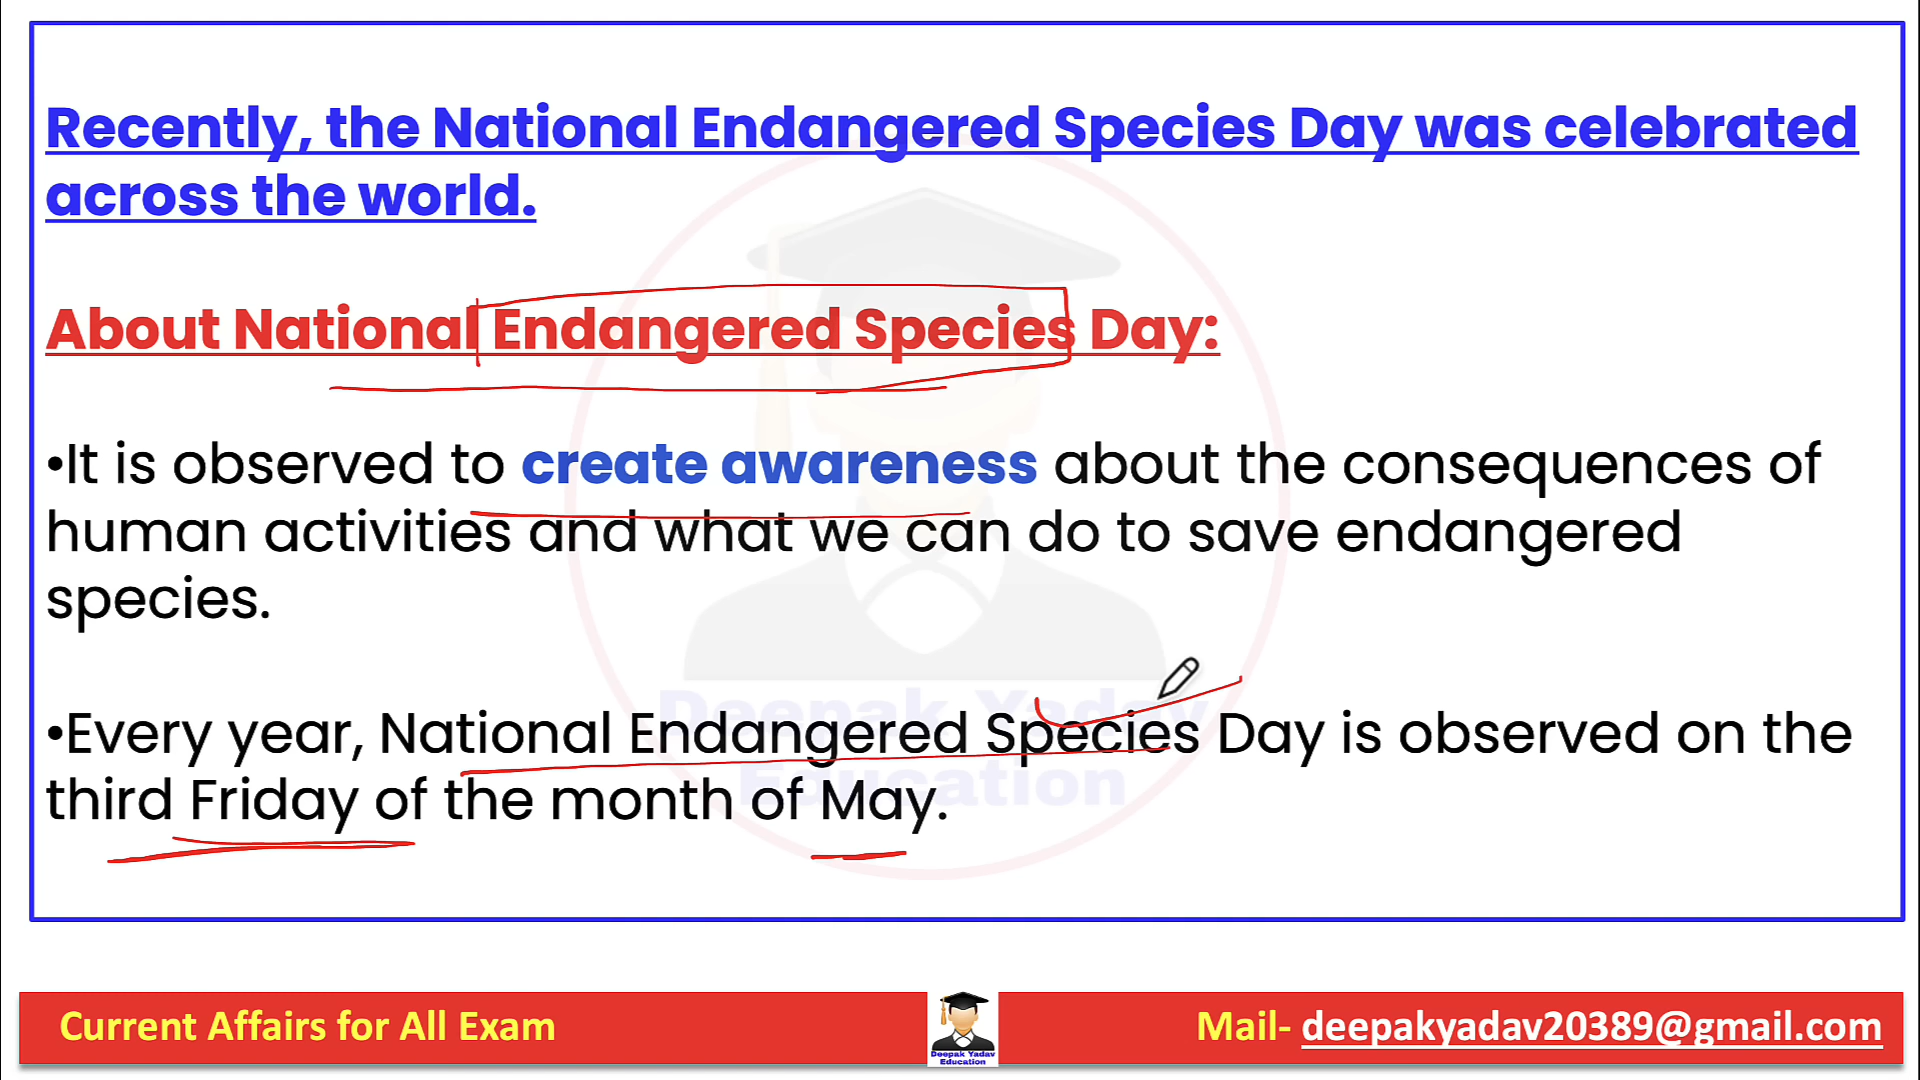 Recently, the National Endangered Species Day was celebrated
across the world.
About National Endangered Species Day:
•It is observed to create awareness about the consequences of
human activities and what we can do to save endangered
species.
•Every year, National Endangered Species Day is observed on the
third Friday of the month of May.
Deepak Yadav
Education
Current Affairs for All Exam
Deepak Yadav
Education
Mail- deepakyadav20389@gmail.com